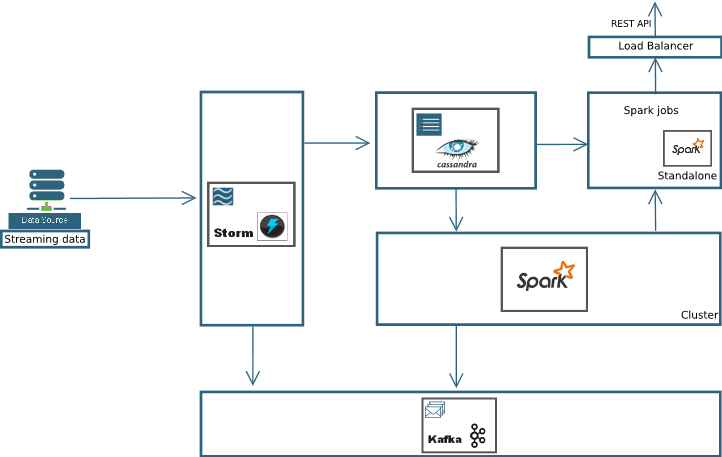 REST API
Load Balancer
Spark jobs
Spark
Standalone
cassandra
Data Source
Streaming data
Storm
Spark
Cluster
Kafka